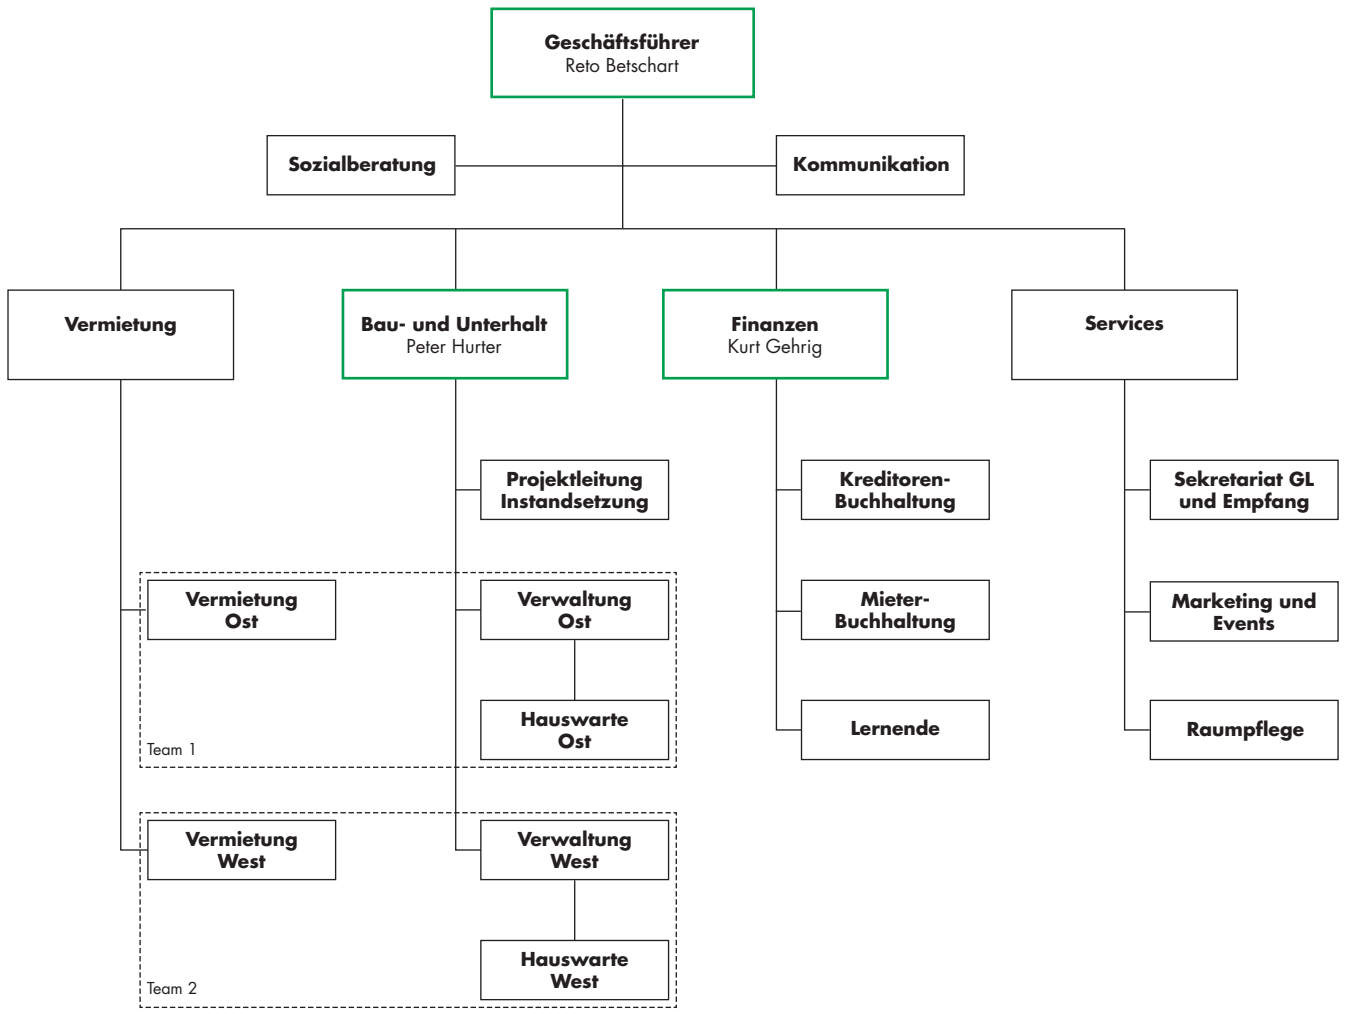 Geschäftsführer
Reto Betschart
Sozialberatung
Kommunikation
Vermietung
Bau- und Unterhalt
Peter Hurter
Finanzen
Kurt Gehrig
Services
Projektleitung
Instandsetzung
Kreditoren-
Buchhaltung
Sekretariat GL
und Empfang
Vermietung
Ost
Verwaltung
Ost
Mieter-
Buchhaltung
Marketing und
Events
Hauswarte
Ost
Lernende
Raumpflege
Team 1
Vermietung
West
Verwaltung
West
Hauswarte
West
Team 2